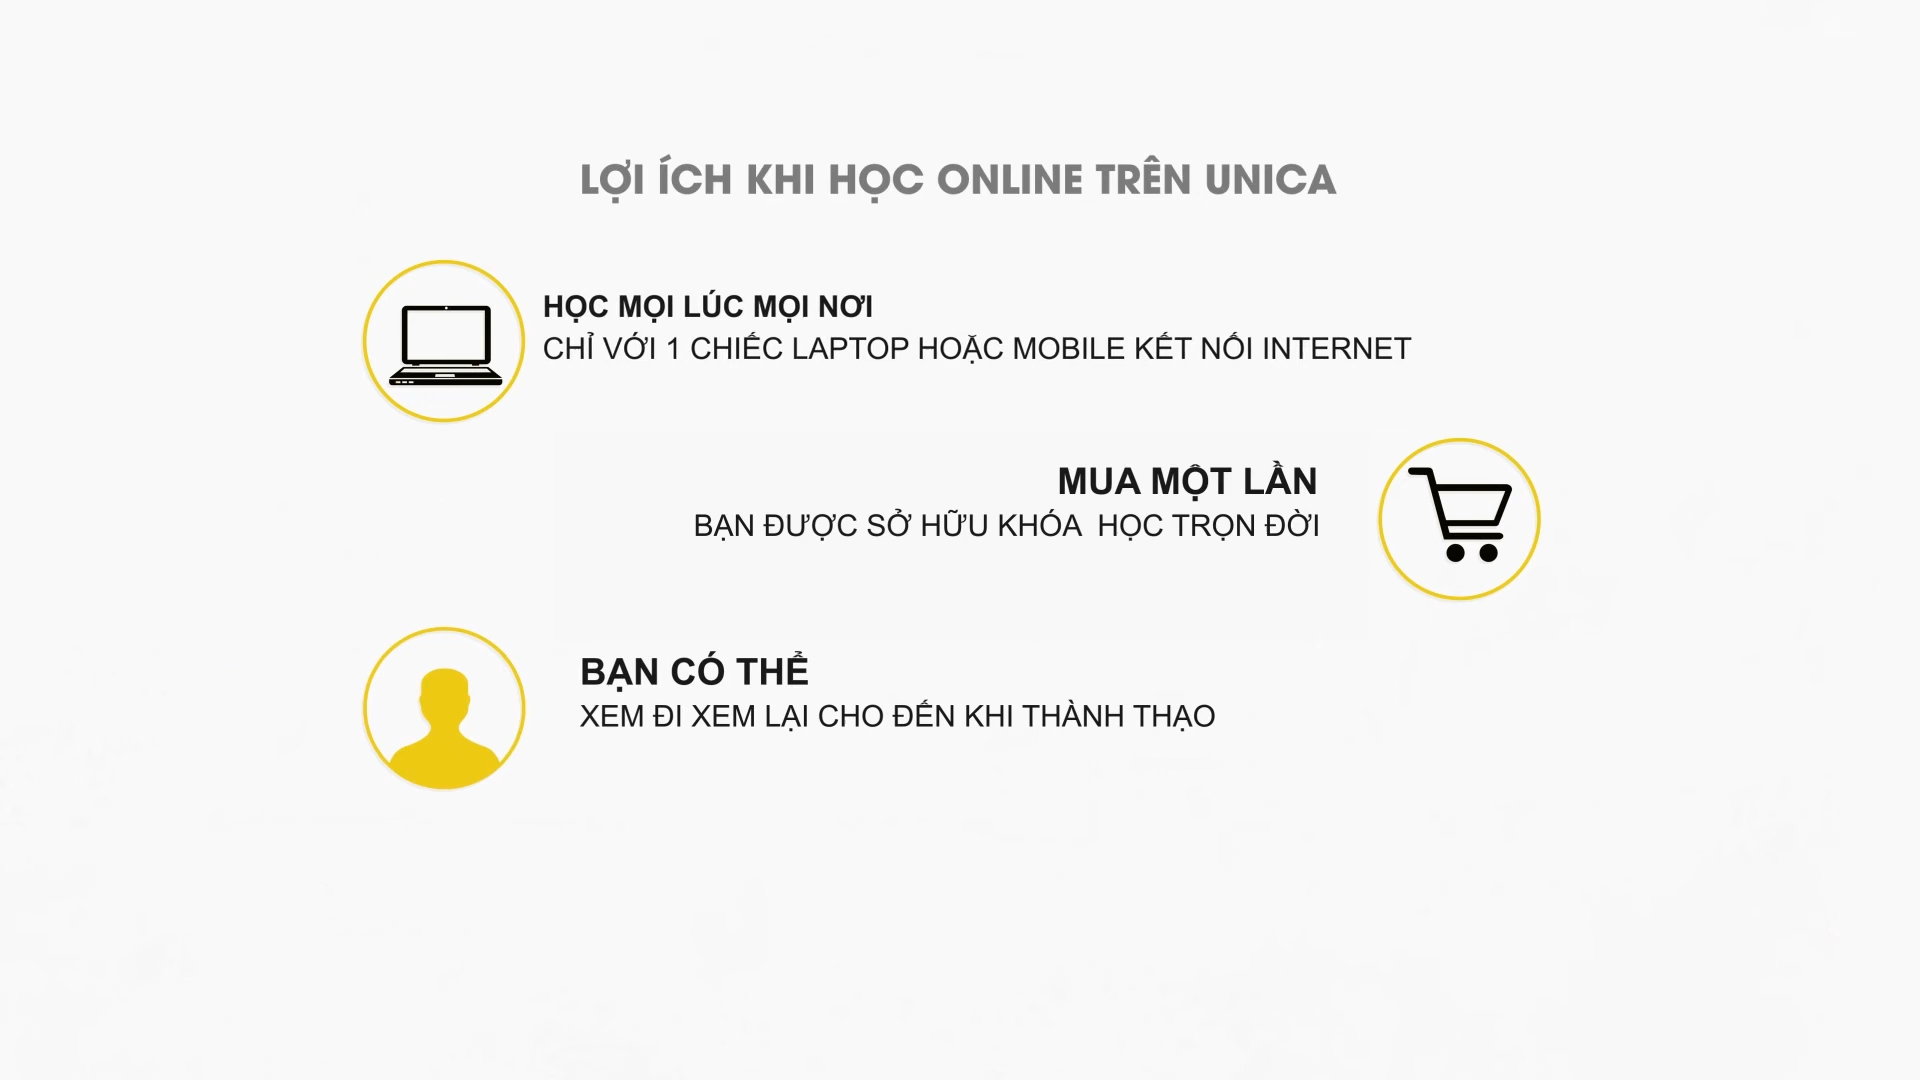 LỢI ÍCH KHI HỌC ONLINE TRÊN UNICA
HỌC MỌI LÚC MỌI NƠI
CHỈ VỚI 1 CHIẾC LAPTOP HOẶC MOBILE KẾT NỐI INTERNET
MUA MỘT LẦN
BẠN ĐƯỢC SỞ HỮU KHÓA  HỌC TRỌN ĐỜI
BẠN CÓ THỂ
XEM ĐI XEM LẠI CHO ĐẾN KHI THÀNH THẠO